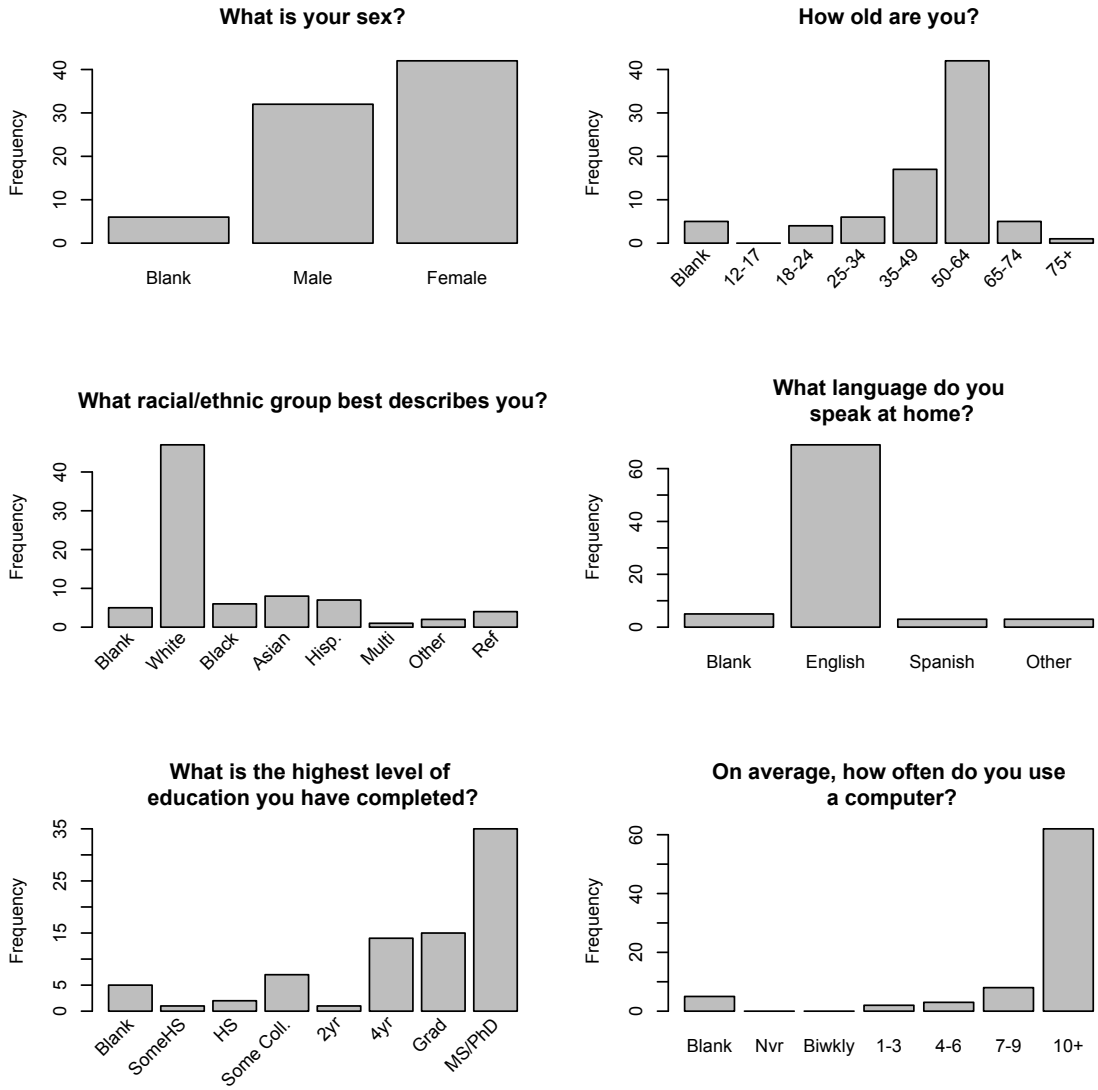 What is your sex?
Frequency
0 10 20 30 40
Blank Male Female
How old are you?
Frequency
0 10 20 30 40
Blank 12-17 18-24 25-34 35-49 50-64 65-74 75+
What racial/ethnic group best describes you?
Frequency
0 10 20 30 40
Blank White Black Asian Hisp. Multi Other Ref
What language do you
speak at home?
Frequency
0 20 40 60
Blank English Spanish Other
What is the highest level of
education you have completed?
Frequency
0 5 15 25 35
Blank SomeHS HS Some Coll. 2yr 4yr Grad MS/PhD
On average, how often do you use
a computer?
Frequency
0 20 40 60
Blank Nvr Biwkly 1-3 4-6 7-9 10+